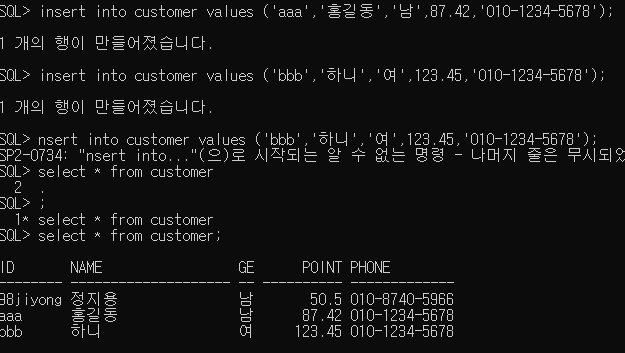 SQL> insert into customer values ('aaa','홍길동','남',87.42,'010-1234-5678');
1 개의 행이 만들어졌습니다.
SQL> insert into customer values ('bbb','하니','여',123.45,'010-1234-5678');
1 개의 행이 만들어졌습니다.
SQL> nsert into customer values ('bbb','하니','여',123.45,'010-1234-5678');
SP2-0734: "nsert into..."(으)로 시작되는 알 수 없는 명령 - 나머지 줄은 무시되었
SQL> select * from customer
2 .
SQL> ;
1* select * from customer
SQL> select * from customer;
ID NAME GE POINT PHONE
-------- -------------------- -- ---------- -------------
98jiyong 정지용 남 50.5 010-8740-5966
aaa 홍길동 남 87.42 010-1234-5678
bbb 하니 여 123.45 010-1234-5678